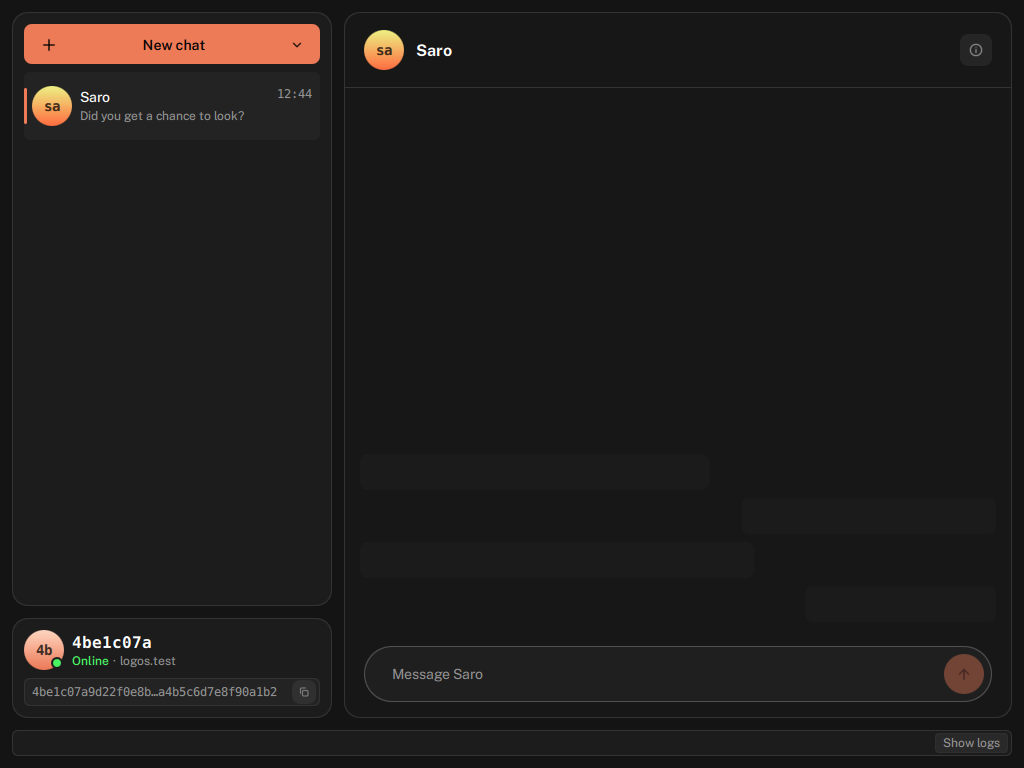 New chat
sa
Saro
12:44
Did you get a chance to look?
4b
4be1c07a
Online · logos.test
4be1c07a9d22f0e8b…a4b5c6d7e8f90a1b2
sa
Saro
Message Saro
Show logs